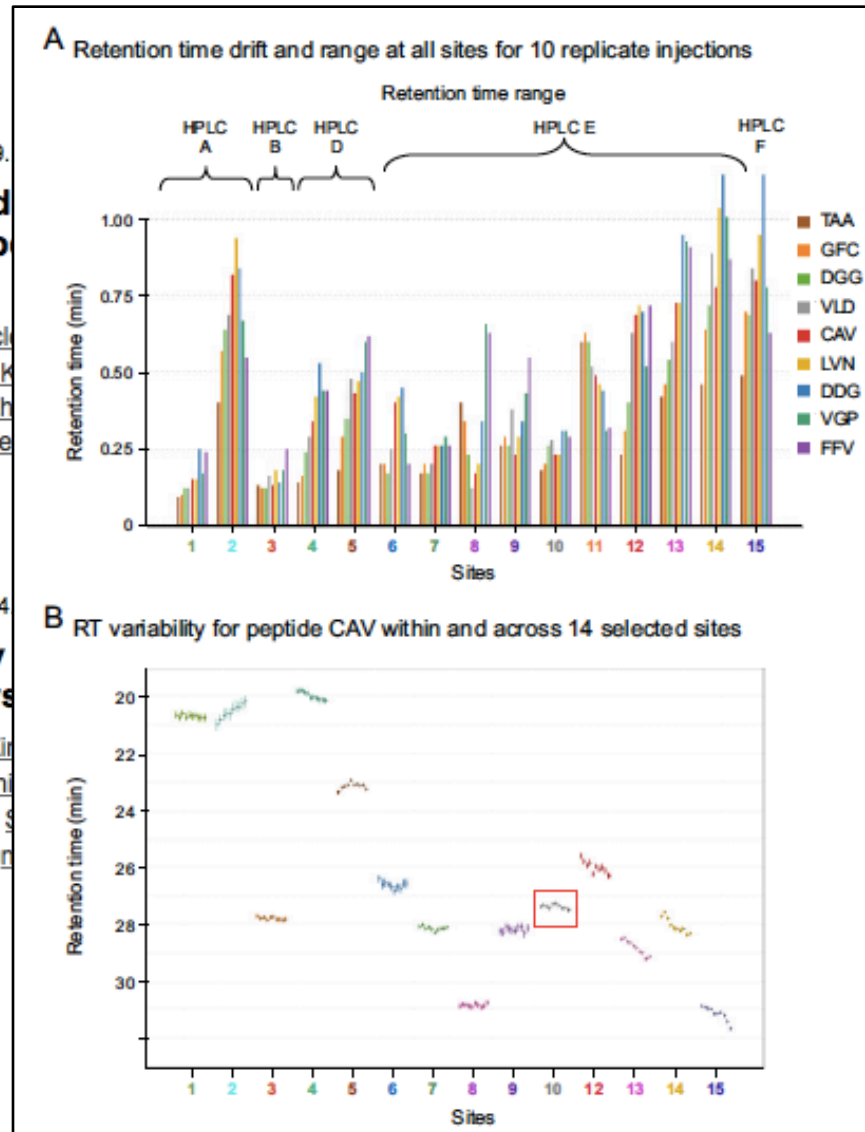 A Retention time drift and range at all sites for 10 replicate injections
Retention time range
HPLC A
HPLC B
HPLC D
HPLC E
HPLC F
Retention time (min)
1.00
0.75
0.50
0.25
0
TAA
GFC
DGG
VLD
CAV
LVN
DDG
VGP
FFV
1 2 3 4 5 6 7 8 9 10 11 12 13 14 15
Sites
B RT variability for peptide CAV within and across 14 selected sites
Retention time (min)
20
22
24
26
28
30
1 2 3 4 5 6 7 8 9 10 12 13 14 15
Sites